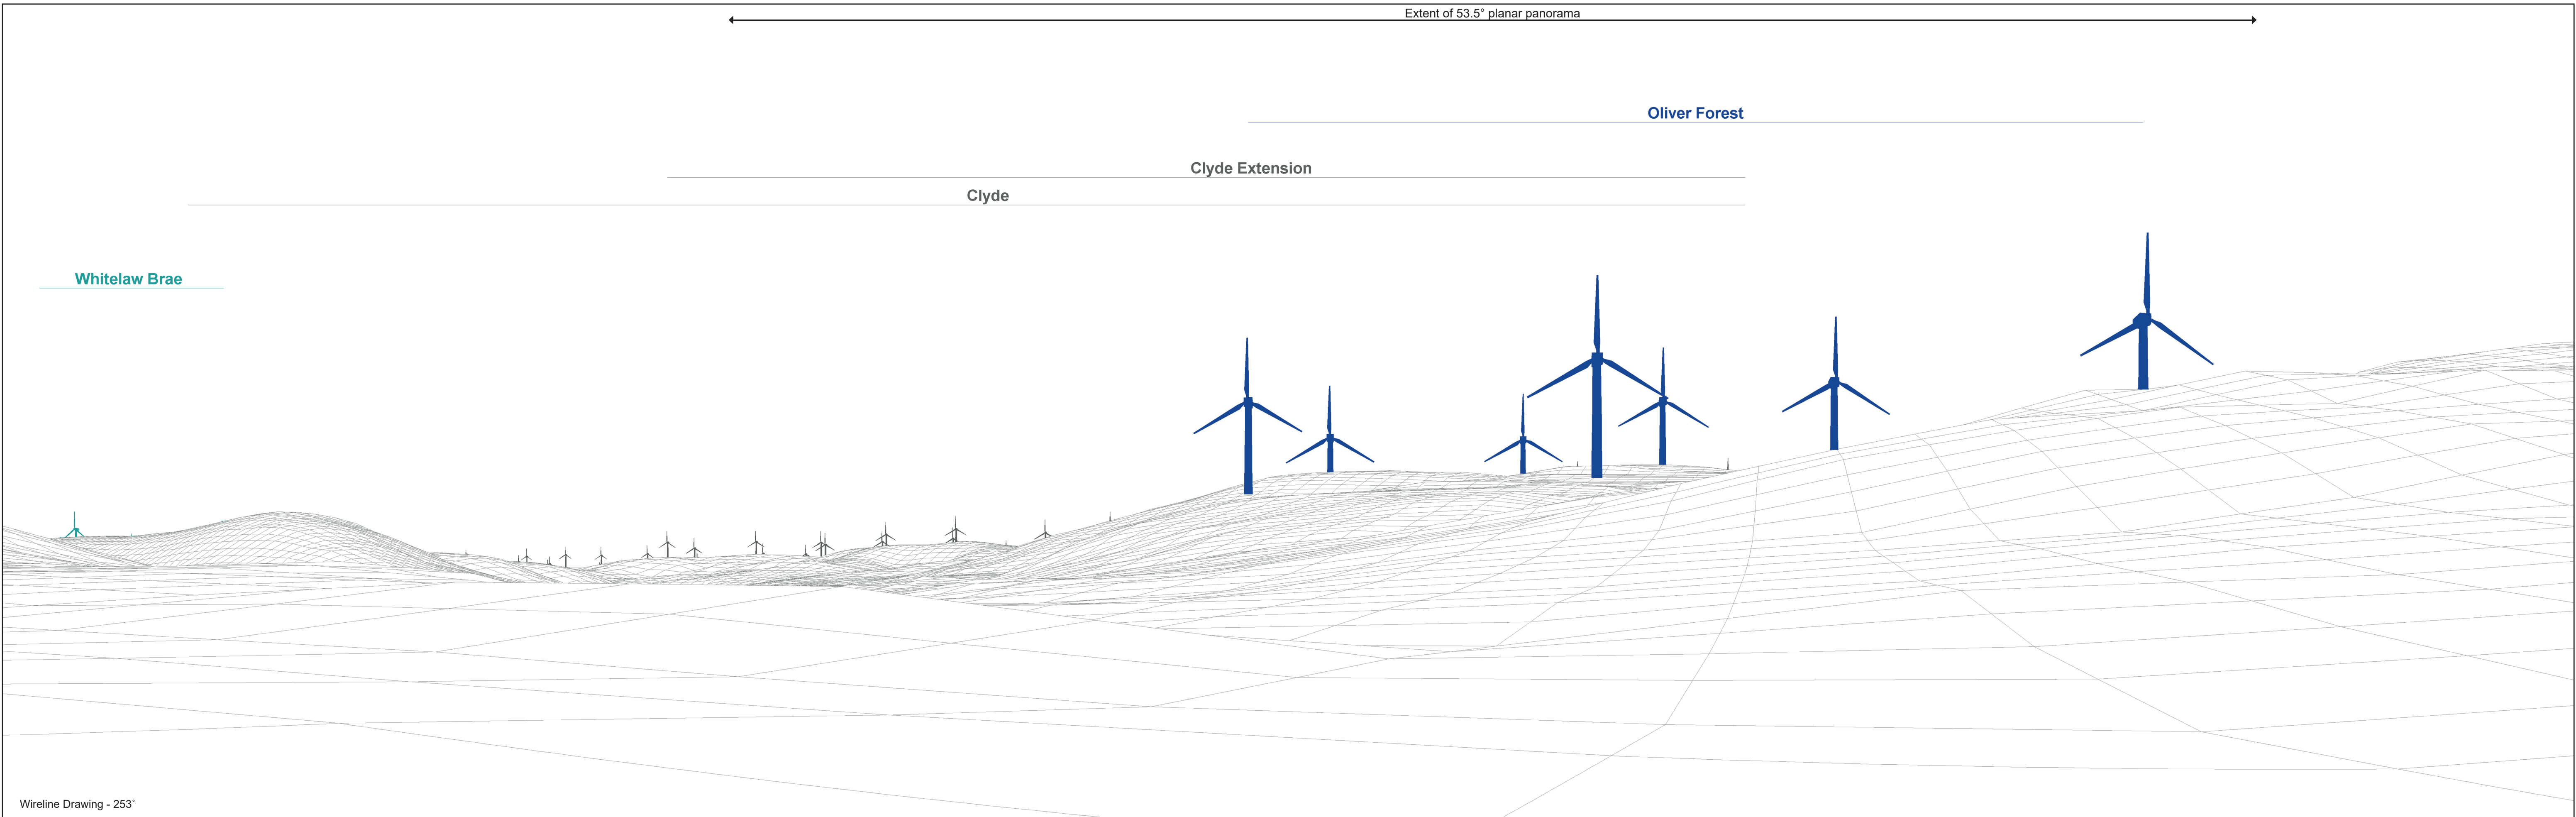 Extent of 53.5° planar panorama
Oliver Forest
Clyde Extension
Clyde
Whitelaw Brae
Wireline Drawing - 253°